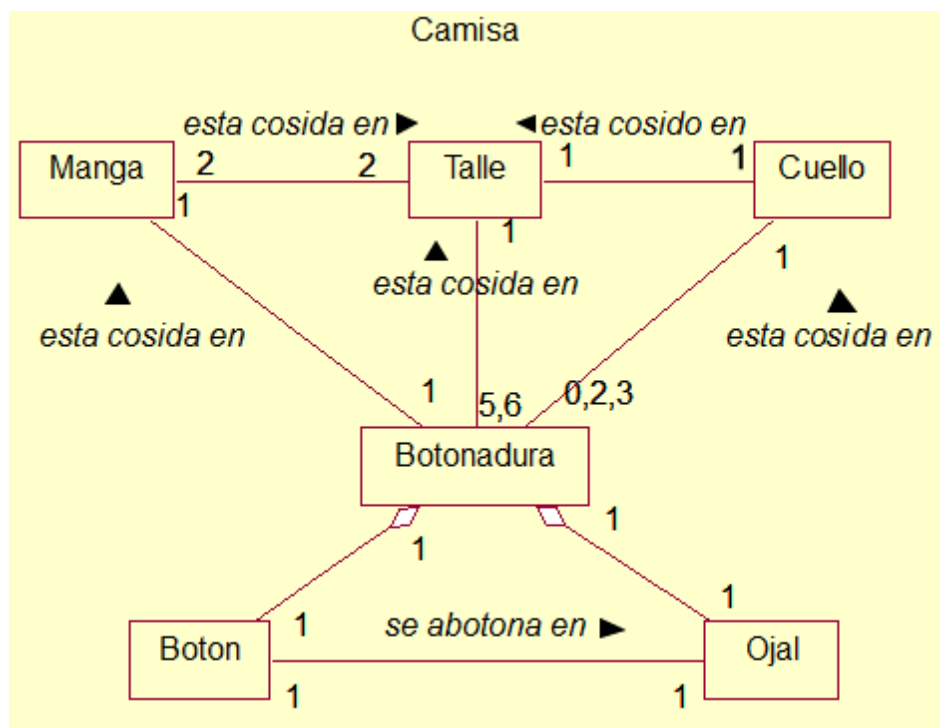 Camisa
esta cosida en
esta cosido en
Manga
2
2
Talle
1
1
Cuello
1
1
1
esta cosida en
esta cosida en
esta cosida en
1
5,6
0,2,3
Botonadura
1
1
1
1
se abotona en
Boton
Ojal
1
1